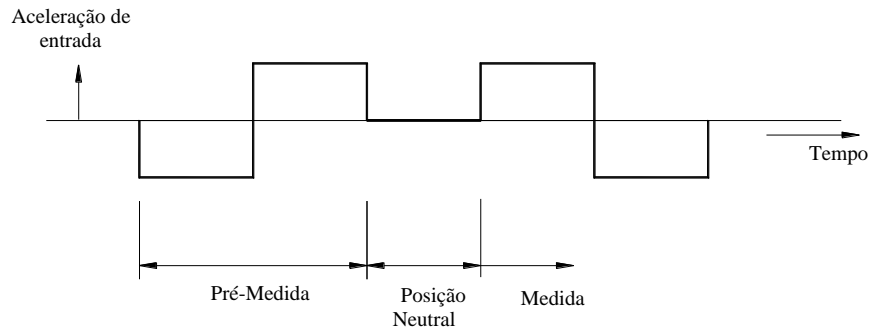 Aceleração de
entrada
Tempo
Pré-Medida
Posição
Neutral
Medida